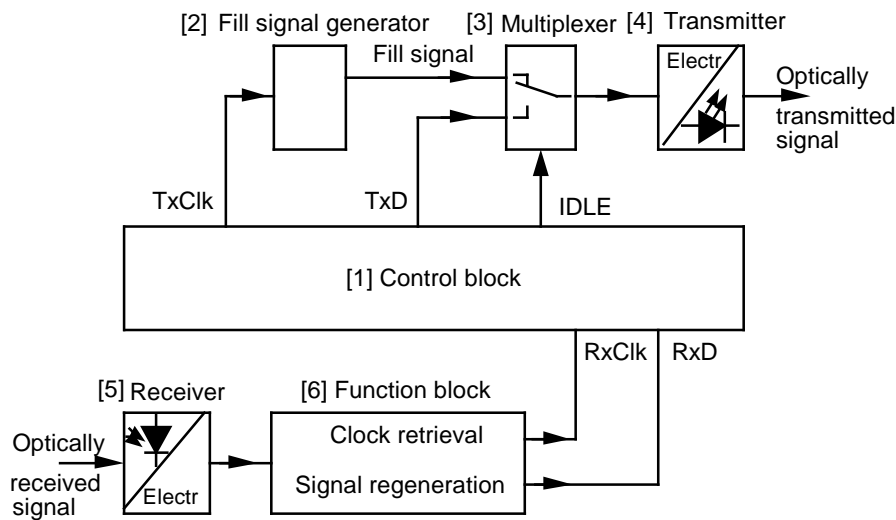 [2] Fill signal generator
[3] Multiplexer
[4] Transmitter
Fill signal
Electr
Optically
transmitted
signal
TxClk
TxD
IDLE
[1] Control block
RxClk
RxD
[5] Receiver
[6] Function block
Optically
received
signal
Electr
Clock retrieval
Signal regeneration